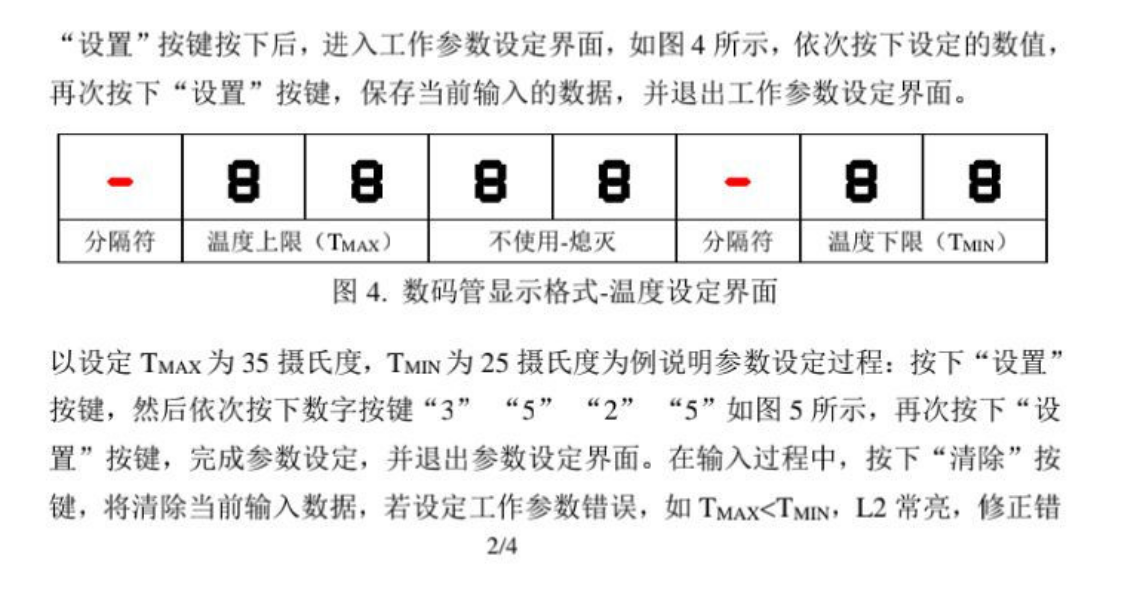 “设置”按键按下后，进入工作参数设定界面，如图 4 所示，依次按下设定的数值，
再次按下“设置”按键，保存当前输入的数据，并退出工作参数设定界面。
- 8 8 8 8 - 8 8
分隔符 温度上限（TMAX） 不使用-熄灭 分隔符 温度下限（TMIN）
图 4. 数码管显示格式-温度设定界面
以设定 TMAX 为 35 摄氏度，TMIN 为 25 摄氏度为例说明参数设定过程：按下“设置”
按键，然后依次按下数字按键“3” “5” “2” “5”如图 5 所示，再次按下“设
置”按键，完成参数设定，并退出参数设定界面。在输入过程中，按下“清除”按
键，将清除当前输入数据，若设定工作参数错误，如 TMAX<TMIN，L2 常亮，修正错
2/4